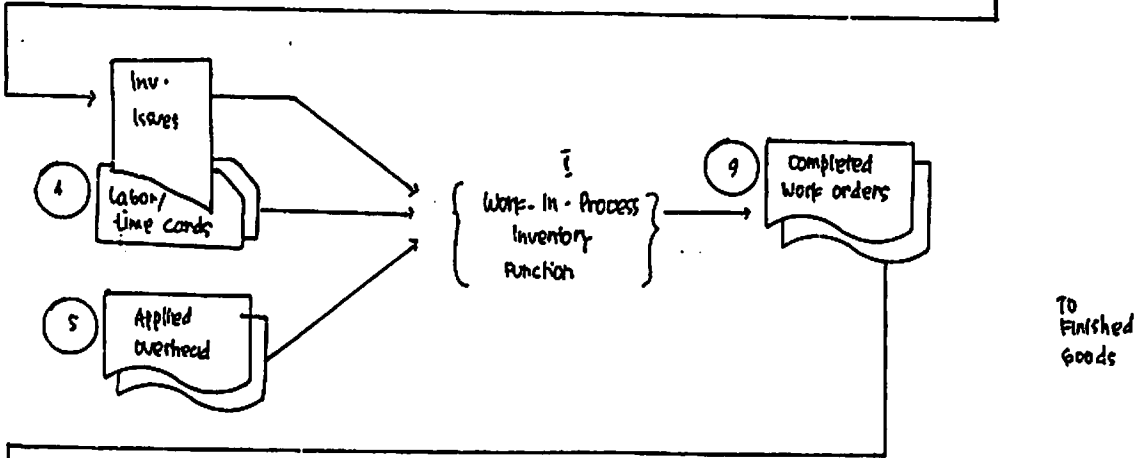 Inv.
Issues
4
Labor/
time cards
5
Applied
overhead
Work-In-Process
Inventory
Function
9
Completed
Work orders
To
Finished
Goods